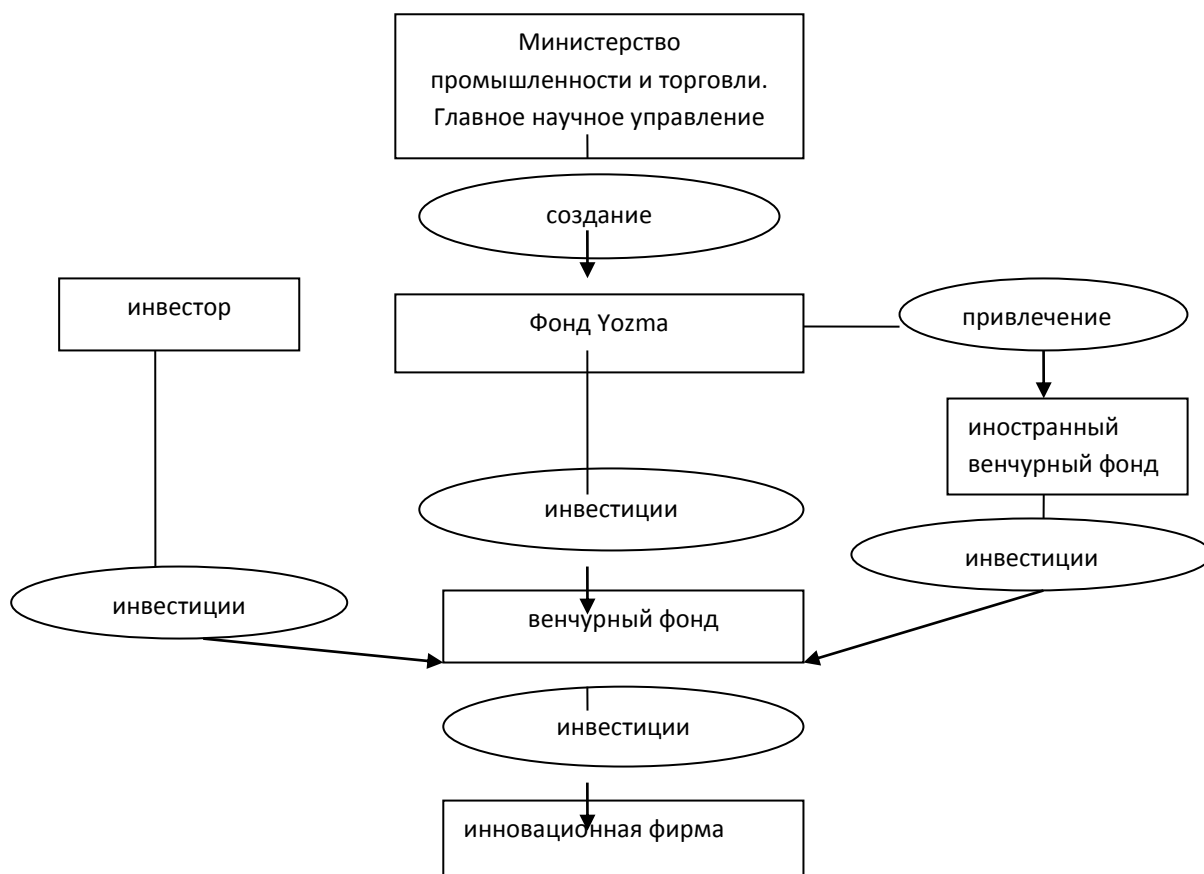 Министерство
промышленности и торговли.
Главное научное управление
создание
инвестор
Фонд Yozma
привлечение
иностранный
венчурный фонд
инвестиции
инвестиции
инвестиции
венчурный фонд
инвестиции
инновационная фирма